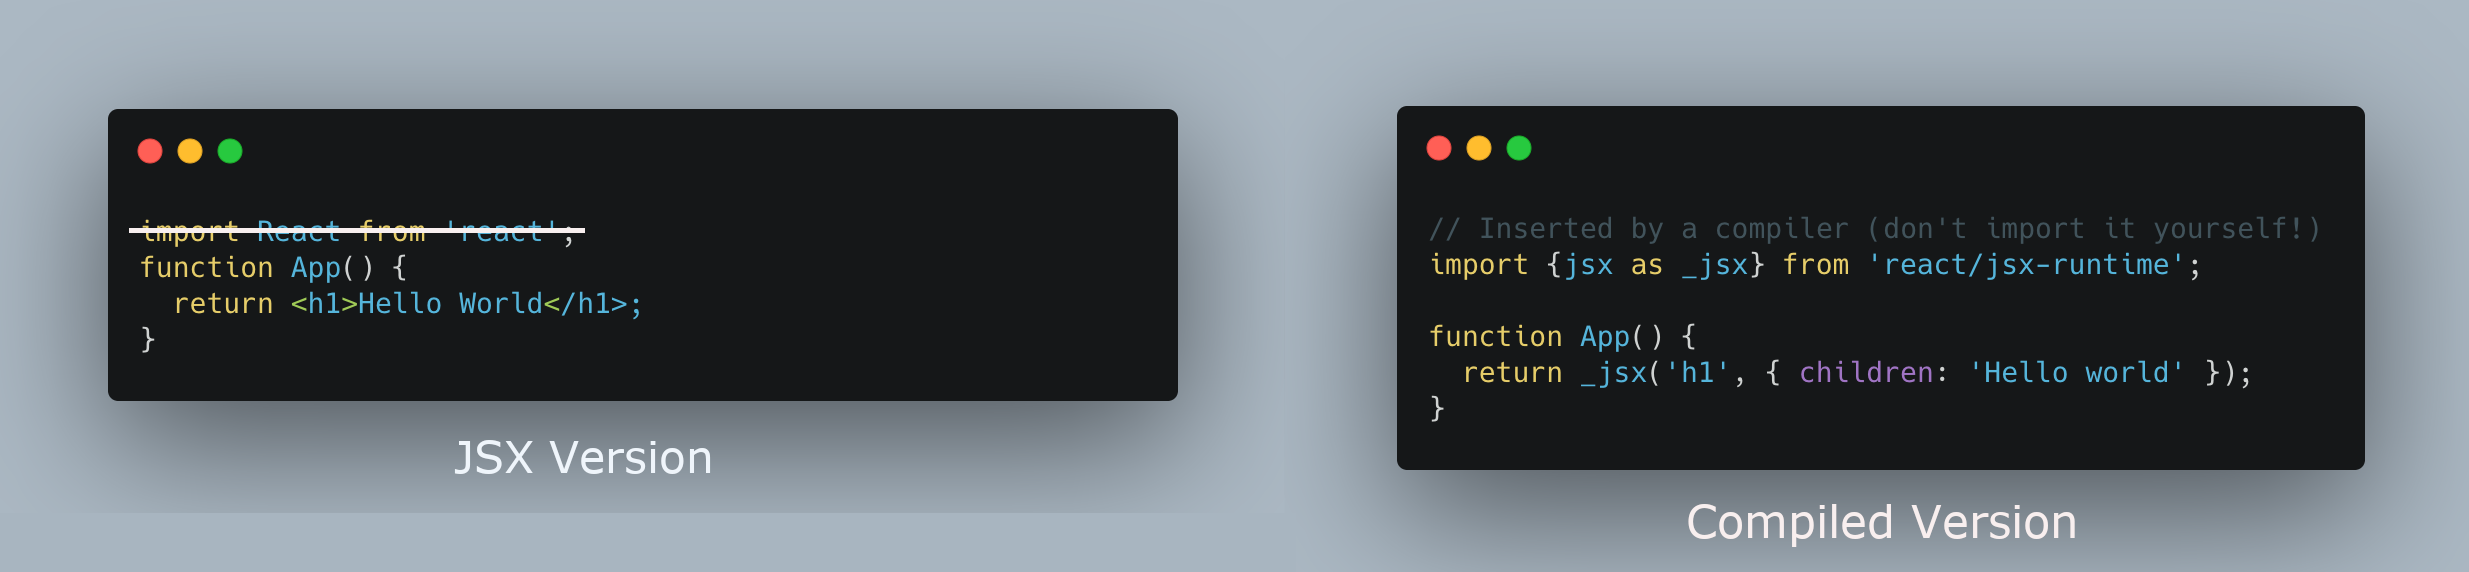 import React from 'react';
function App() {
  return <h1>Hello World</h1>;
}
JSX Version
// Inserted by a compiler (don't import it yourself!)
import {jsx as _jsx} from 'react/jsx-runtime';
function App() {
  return _jsx('h1', { children: 'Hello world' });
}
Compiled Version